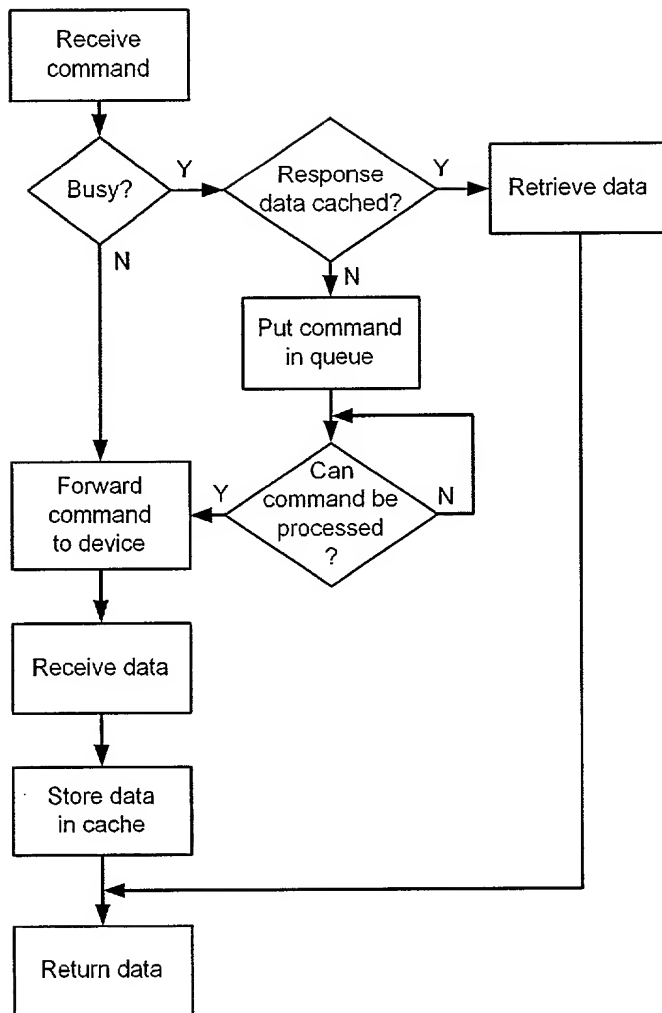 Receive
command
Busy?
Y
N
Response
data cached?
Y
N
Retrieve data
Put command
in queue
Can
command be
processed
?
Y
N
Forward
command
to device
Receive data
Store data
in cache
Return data